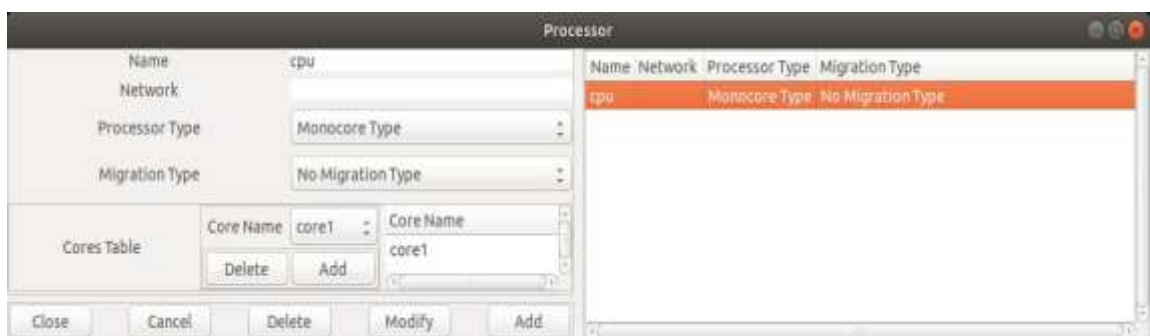 Processor
Name cpu
Network
Processor Type Monocore Type
Migration Type No Migration Type
Cores Table
Core Name core1
Delete Add
Core Name
core1
Close Cancel Delete Modify Add
Name Network Processor Type Migration Type
cpu Monocore Type No Migration Type